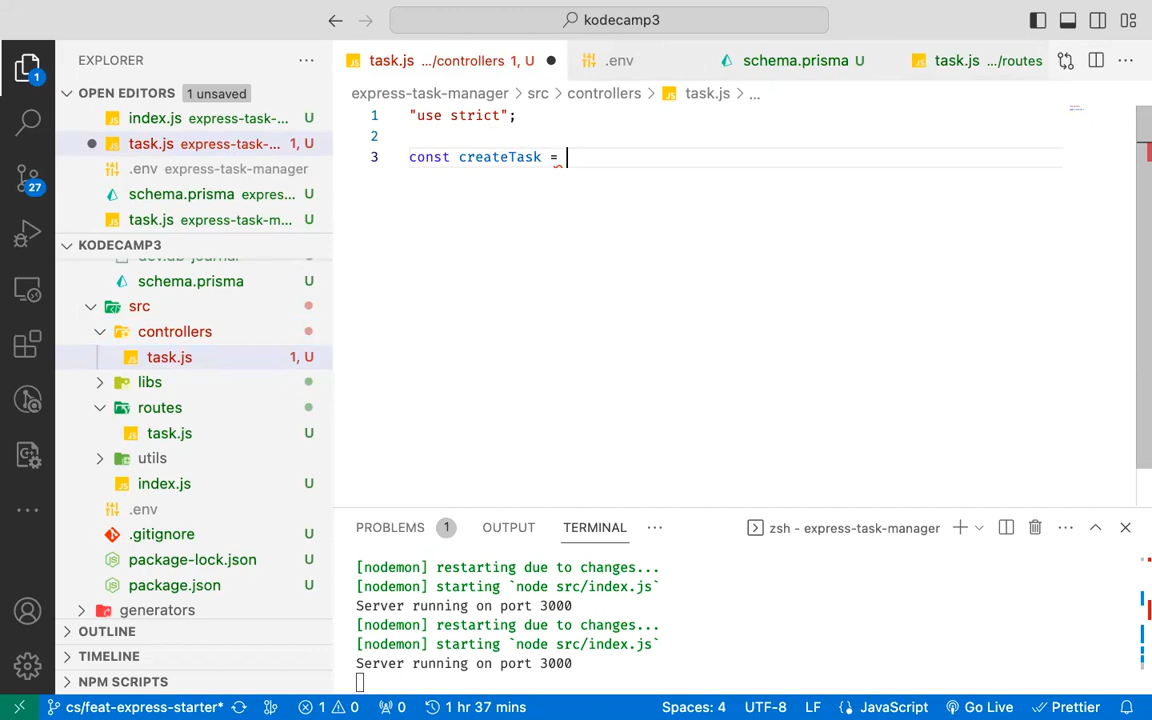 kodecamp3
1
EXPLORER
OPEN EDITORS 1 unsaved
index.js express-task-... U
task.js express-task-... 1, U
.env express-task-manager
schema.prisma expres... U
task.js express-task-m... U
KODECAMP3
schema.prisma U
src
controllers
task.js 1, U
libs
routes
task.js U
utils
index.js U
.env
.gitignore U
package-lock.json U
package.json U
generators
OUTLINE
TIMELINE
NPM SCRIPTS
27
task.js .../controllers 1, U
.env
schema.prisma U
task.js .../routes
express-task-manager > src > controllers > task.js > ...
1 "use strict";
2
3 const createTask =
PROBLEMS 1 OUTPUT TERMINAL ... zsh - express-task-manager
[nodemon] restarting due to changes...
[nodemon] starting `node src/index.js`
Server running on port 3000
[nodemon] restarting due to changes...
[nodemon] starting `node src/index.js`
Server running on port 3000
cs/feat-express-starter* 1 0 0 1 hr 37 mins Spaces: 4 UTF-8 LF JavaScript Go Live Prettier